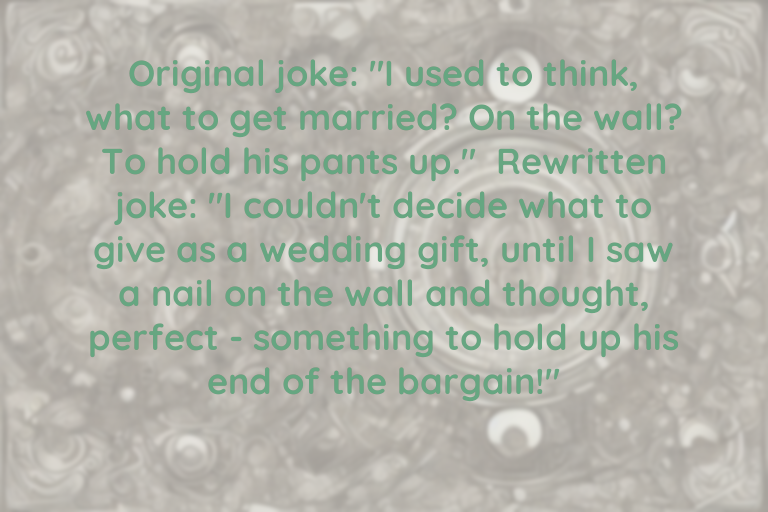 Original joke: "I used to think,
what to get married? On the wall?
To hold his pants up."  Rewritten
joke: "I couldn't decide what to
give as a wedding gift, until I saw
a nail on the wall and thought,
perfect - something to hold up his
end of the bargain!"